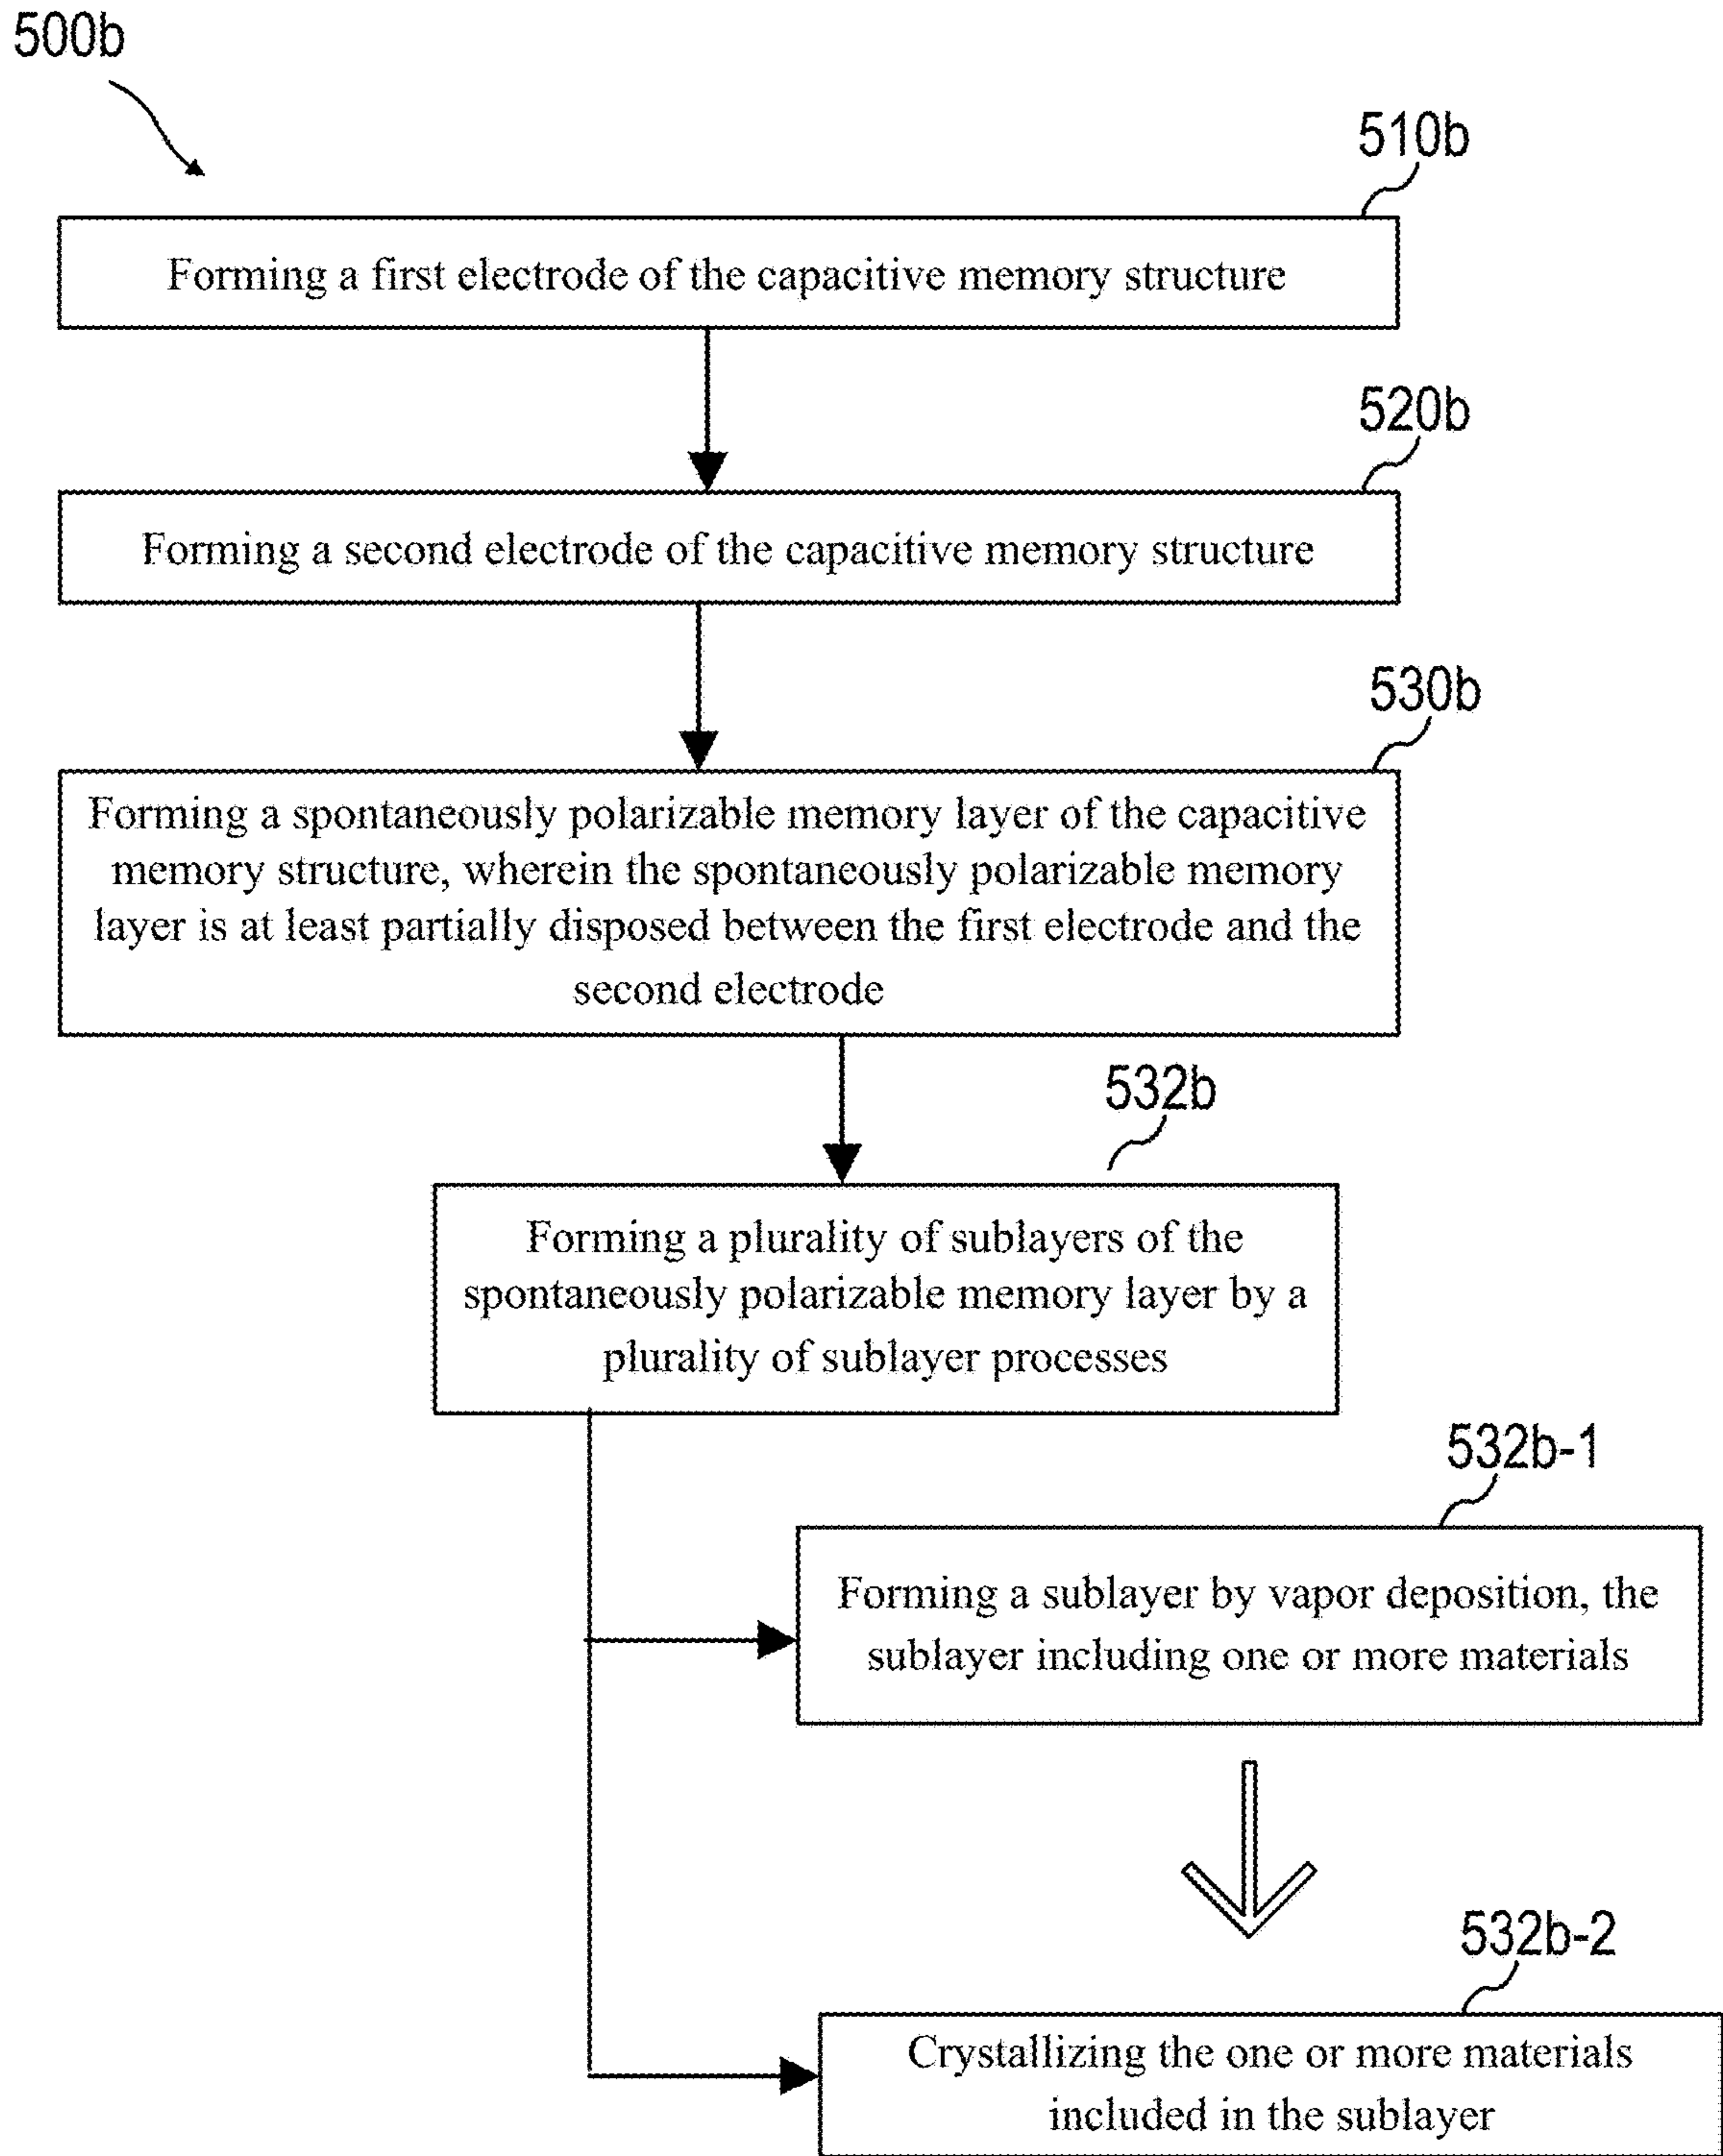 500b
510b
Forming a first electrode of the capacitive memory structure
520b
Forming a second electrode of the capacitive memory structure
530b
Forming a spontaneously polarizable memory layer of the capacitive
memory structure, wherein the spontaneously polarizable memory
layer is at least partially disposed between the first electrode and the
second electrode
532b
Forming a plurality of sublayers of the
spontaneously polarizable memory layer by a
plurality of sublayer processes
532b-1
Forming a sublayer by vapor deposition, the
sublayer including one or more materials
532b-2
Crystallizing the one or more materials
included in the sublayer